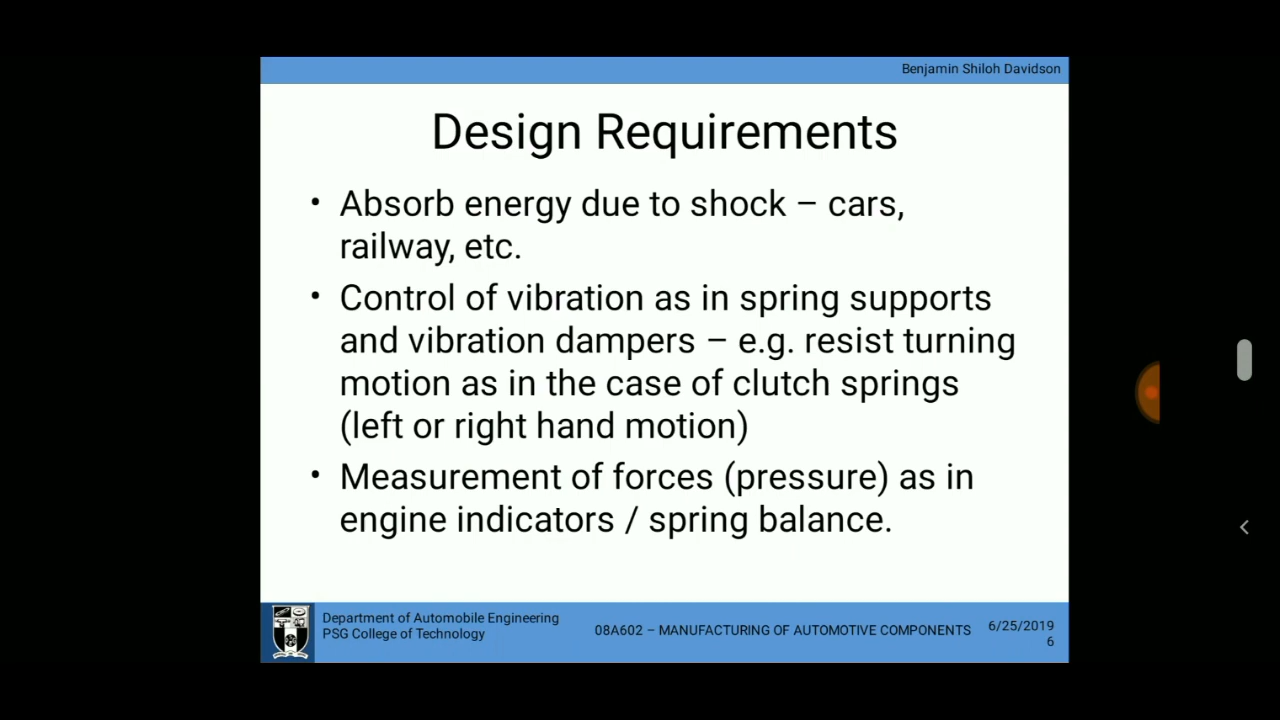 Benjamin Shiloh Davidson
Design Requirements
• Absorb energy due to shock – cars,
railway, etc.
• Control of vibration as in spring supports
and vibration dampers – e.g. resist turning
motion as in the case of clutch springs
(left or right hand motion)
• Measurement of forces (pressure) as in
engine indicators / spring balance.
Department of Automobile Engineering
PSG College of Technology
08A602 – MANUFACTURING OF AUTOMOTIVE COMPONENTS
6/25/2019
6